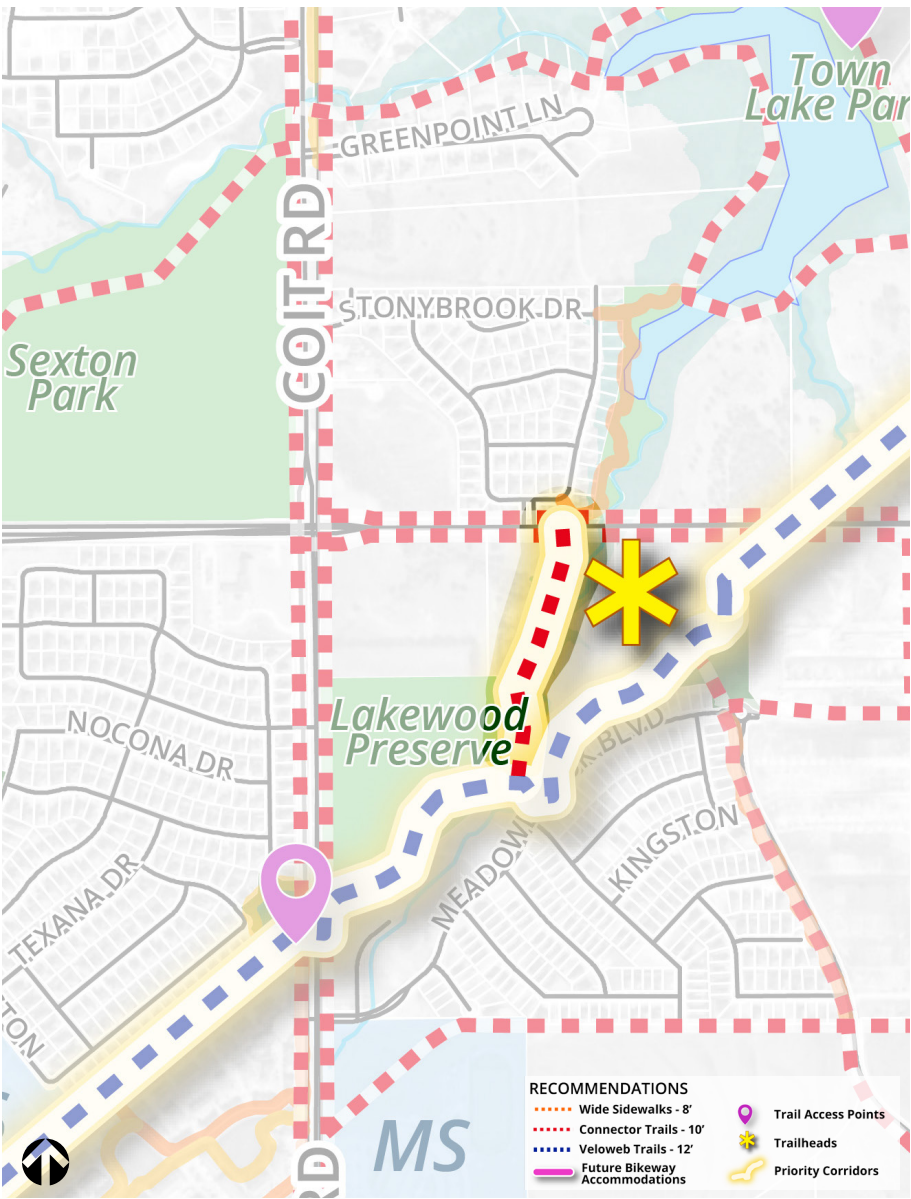 Town
Lake Par
GREENPOINT LN
COIT RD
STONYBROOK DR
Sexton
Park
Lakewood
Preserve
NOCONA DR
KINGSTON
TEXANA DR
TON
RD
MS
RECOMMENDATIONS
Wide Sidewalks - 8'
Connector Trails - 10'
Veloweb Trails - 12'
Future Bikeway
Accommodations
Trail Access Points
Trailheads
Priority Corridors